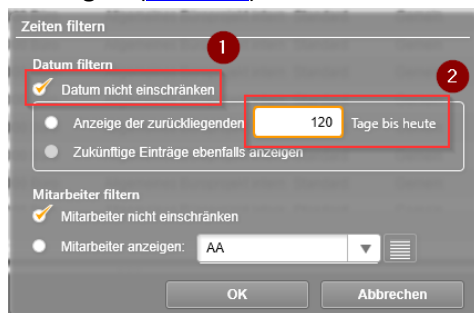 Zeiten filtern
1
Datum filtern
2
Datum nicht einschränken
Anzeige der zurückliegenden 120 Tage bis heute
Zukünftige Einträge ebenfalls anzeigen
Mitarbeiter filtern
Mitarbeiter nicht einschränken
Mitarbeiter anzeigen: AA
OK Abbrechen